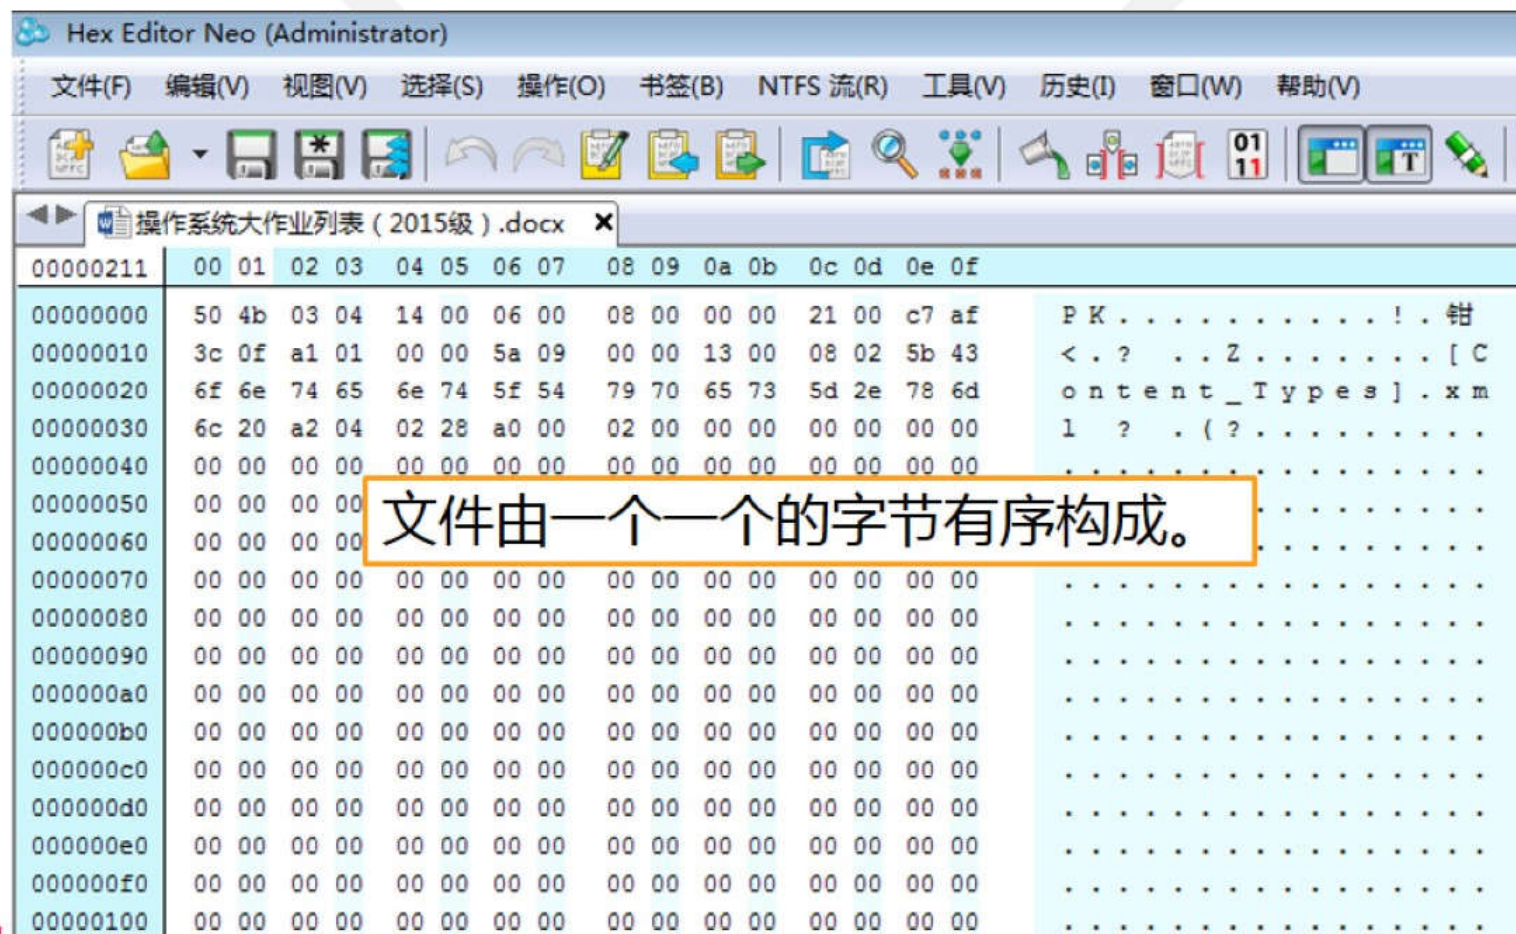 Hex Editor Neo (Administrator)
文件(F) 编辑(V) 视图(V) 选择(S) 操作(O) 书签(B) NTFS 流(R) 工具(V) 历史(I) 窗口(W) 帮助(V)
操作系统大作业列表（2015级）.docx
00000211 00 01 02 03 04 05 06 07 08 09 0a 0b 0c 0d 0e 0f
00000000 50 4b 03 04 14 00 06 00 08 00 00 00 21 00 c7 af PK..........!.钳
00000010 3c 0f a1 01 00 00 5a 09 00 00 13 00 08 02 5b 43 <.? ..Z.......[C
00000020 6f 6e 74 65 6e 74 5f 54 79 70 65 73 5d 2e 78 6d ontent_Types].xm
00000030 6c 20 a2 04 02 28 a0 00 02 00 00 00 00 00 00 00 l ? .(?.........
00000040 00 00 00 00 00 00 00 00 00 00 00 00 00 00 00 00 ................
00000050 00 00 00 00
文件由一个一个的字节有序构成。
00000060 00 00 00 00
00000070 00 00 00 00 00 00 00 00 00 00 00 00 00 00 00 00 ................
00000080 00 00 00 00 00 00 00 00 00 00 00 00 00 00 00 00 ................
00000090 00 00 00 00 00 00 00 00 00 00 00 00 00 00 00 00 ................
000000a0 00 00 00 00 00 00 00 00 00 00 00 00 00 00 00 00 ................
000000b0 00 00 00 00 00 00 00 00 00 00 00 00 00 00 00 00 ................
000000c0 00 00 00 00 00 00 00 00 00 00 00 00 00 00 00 00 ................
000000d0 00 00 00 00 00 00 00 00 00 00 00 00 00 00 00 00 ................
000000e0 00 00 00 00 00 00 00 00 00 00 00 00 00 00 00 00 ................
000000f0 00 00 00 00 00 00 00 00 00 00 00 00 00 00 00 00 ................
00000100 00 00 00 00 00 00 00 00 00 00 00 00 00 00 00 00 ................